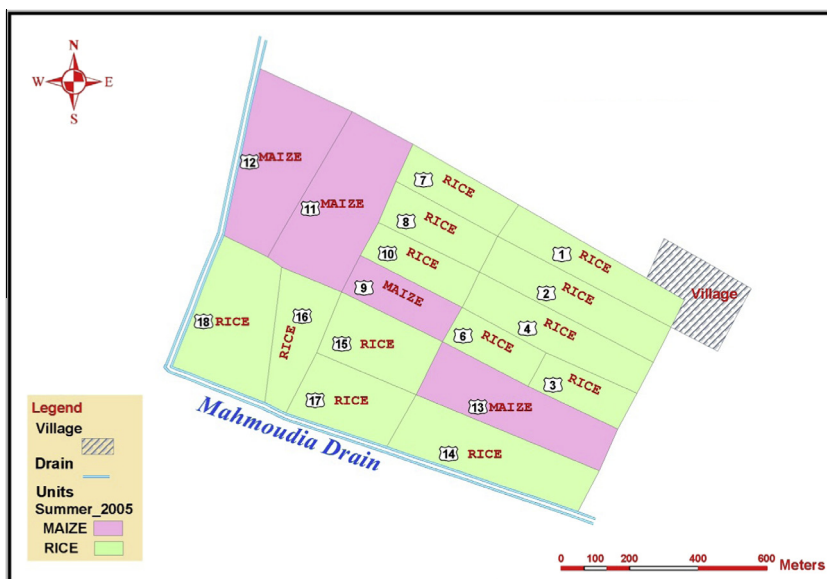 N
W E
S
12 MAIZE
11 MAIZE
7 RICE
8 RICE
10 RICE
9 MAIZE
1 RICE
2 RICE
4 RICE
6 RICE
3 RICE
Village
18 RICE
16 RICE
15 RICE
17 RICE
13 MAIZE
14 RICE
Mahmoudia Drain
Legend
Village
Drain
Units
Summer_2005
MAIZE
RICE
0 100 200 400 600 Meters